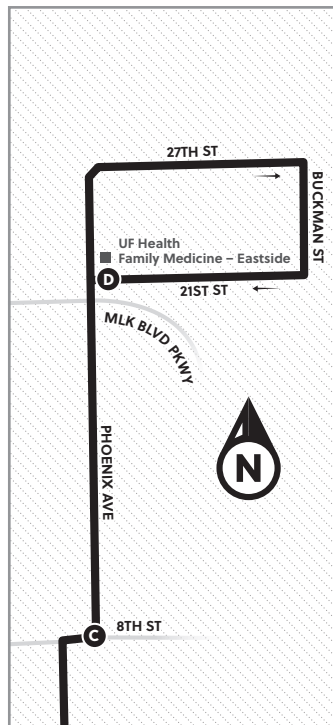 27TH ST
BUCKMAN ST
UF Health
Family Medicine – Eastside
D
21ST ST
MLK BLVD PKWY
N
PHOENIX AVE
8TH ST
C